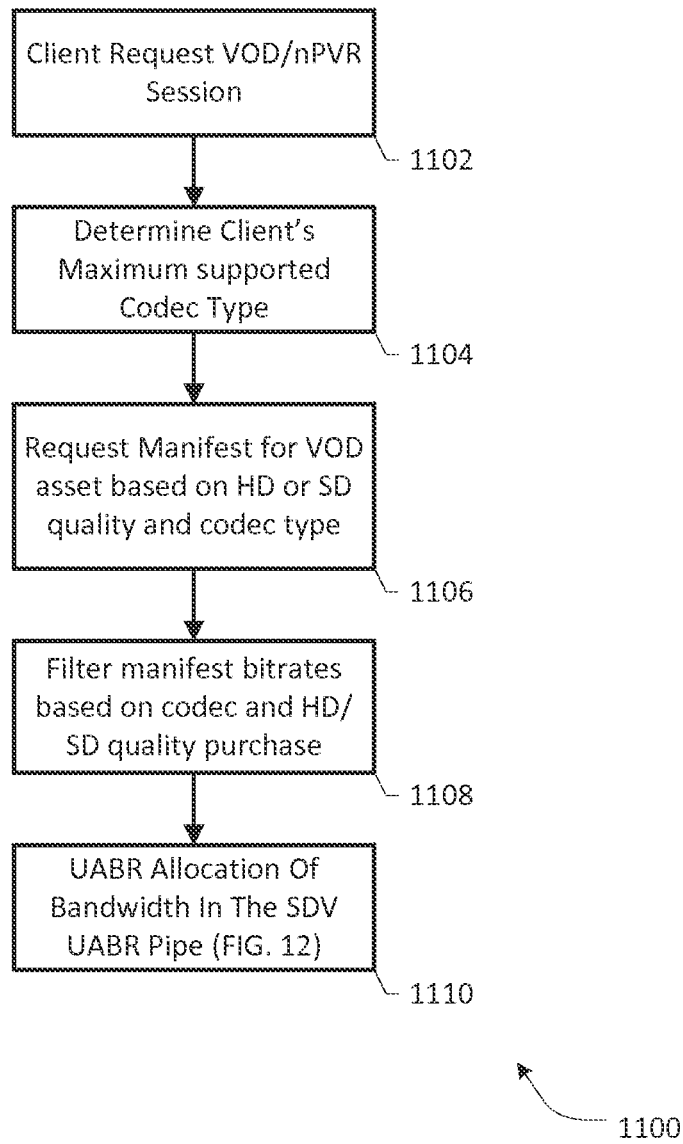 Client Request VOD/nPVR
Session
1102
Determine Client's
Maximum supported
Codec Type
1104
Request Manifest for VOD
asset based on HD or SD
quality and codec type
1106
Filter manifest bitrates
based on codec and HD/
SD quality purchase
1108
UABR Allocation Of
Bandwidth In The SDV
UABR Pipe (FIG. 12)
1110
1100